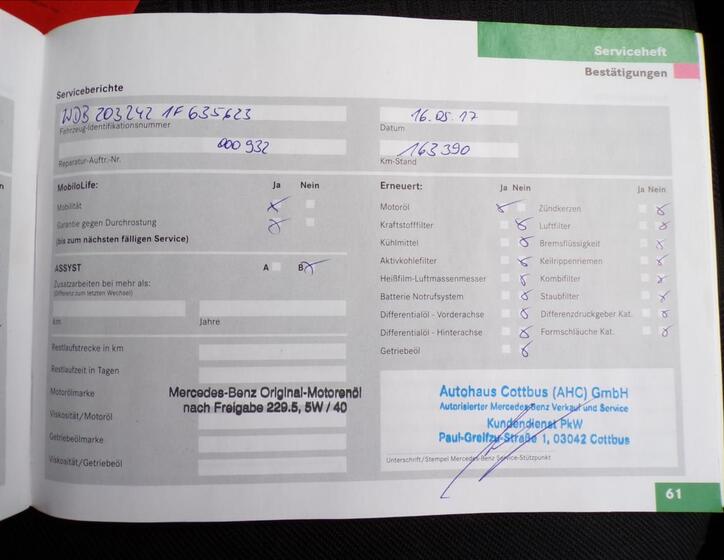 Serviceheft
Bestätigungen
Serviceberichte
WDB 203242 1F 635623
Fahrzeug-Identifikationsnummer
16.05.17
Datum
000 932
Reparatur-Auftr.-Nr.
163 390
Km-Stand
MobiloLife: Ja Nein
Mobilität
Garantie gegen Durchrostung
(bis zum nächsten fälligen Service)
ASSYST A B
Zusatzarbeiten bei mehr als:
(Differenz zum letzten Wechsel)
km Jahre
Restlaufstrecke in km
Restlaufzeit in Tagen
Motorölmarke
Mercedes-Benz Original-Motorenöl
nach Freigabe 229.5, 5W / 40
Viskosität/Motoröl
Getriebeölmarke
Viskosität/Getriebeöl
Erneuert: Ja Nein Ja Nein
Motoröl Zündkerzen
Kraftstofffilter Luftfilter
Kühlmittel Bremsflüssigkeit
Aktivkohlefilter Keilrippenriemen
Heißfilm-Luftmassenmesser Kombifilter
Batterie Notrufsystem Staubfilter
Differentialöl - Vorderachse Differenzdruckgeber Kat.
Differentialöl - Hinterachse Formschläuche Kat.
Getriebeöl
Autohaus Cottbus (AHC) GmbH
Autorisierter Mercedes-Benz Verkauf und Service
Kundendienst PkW
Paul-Greifzu-Straße 1, 03042 Cottbus
Unterschrift/Stempel Mercedes-Benz Service-Stützpunkt
61